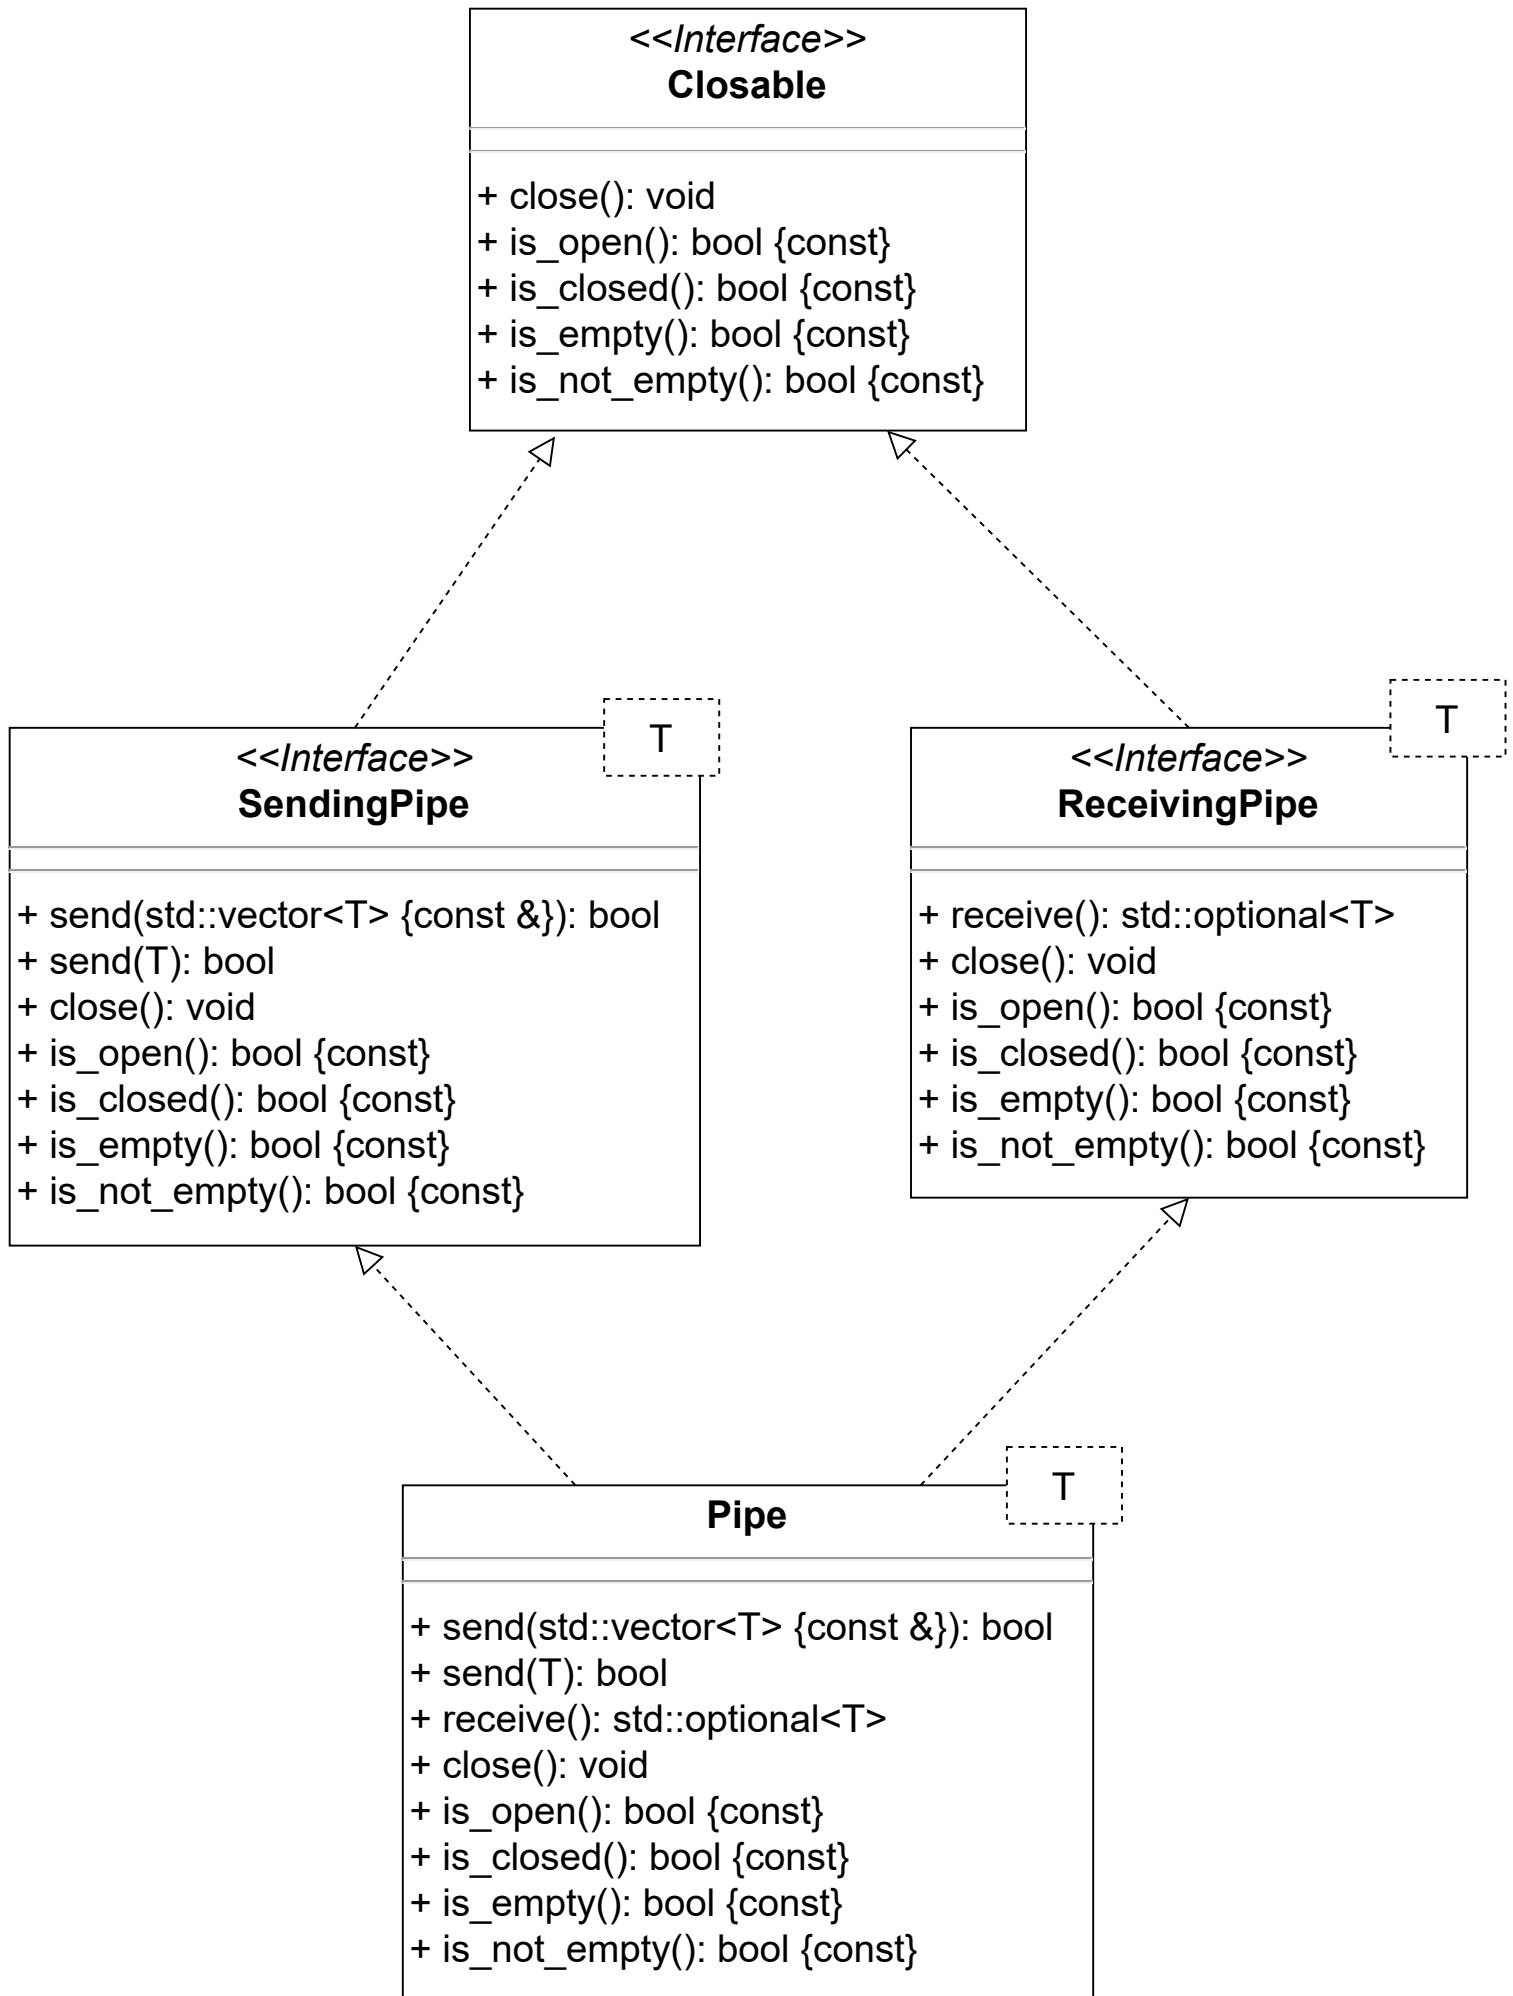 <<Interface>>
Closable
+ close(): void
+ is_open(): bool {const}
+ is_closed(): bool {const}
+ is_empty(): bool {const}
+ is_not_empty(): bool {const}
T
<<Interface>>
SendingPipe
+ send(std::vector<T> {const &}): bool
+ send(T): bool
+ close(): void
+ is_open(): bool {const}
+ is_closed(): bool {const}
+ is_empty(): bool {const}
+ is_not_empty(): bool {const}
T
<<Interface>>
ReceivingPipe
+ receive(): std::optional<T>
+ close(): void
+ is_open(): bool {const}
+ is_closed(): bool {const}
+ is_empty(): bool {const}
+ is_not_empty(): bool {const}
T
Pipe
+ send(std::vector<T> {const &}): bool
+ send(T): bool
+ receive(): std::optional<T>
+ close(): void
+ is_open(): bool {const}
+ is_closed(): bool {const}
+ is_empty(): bool {const}
+ is_not_empty(): bool {const}